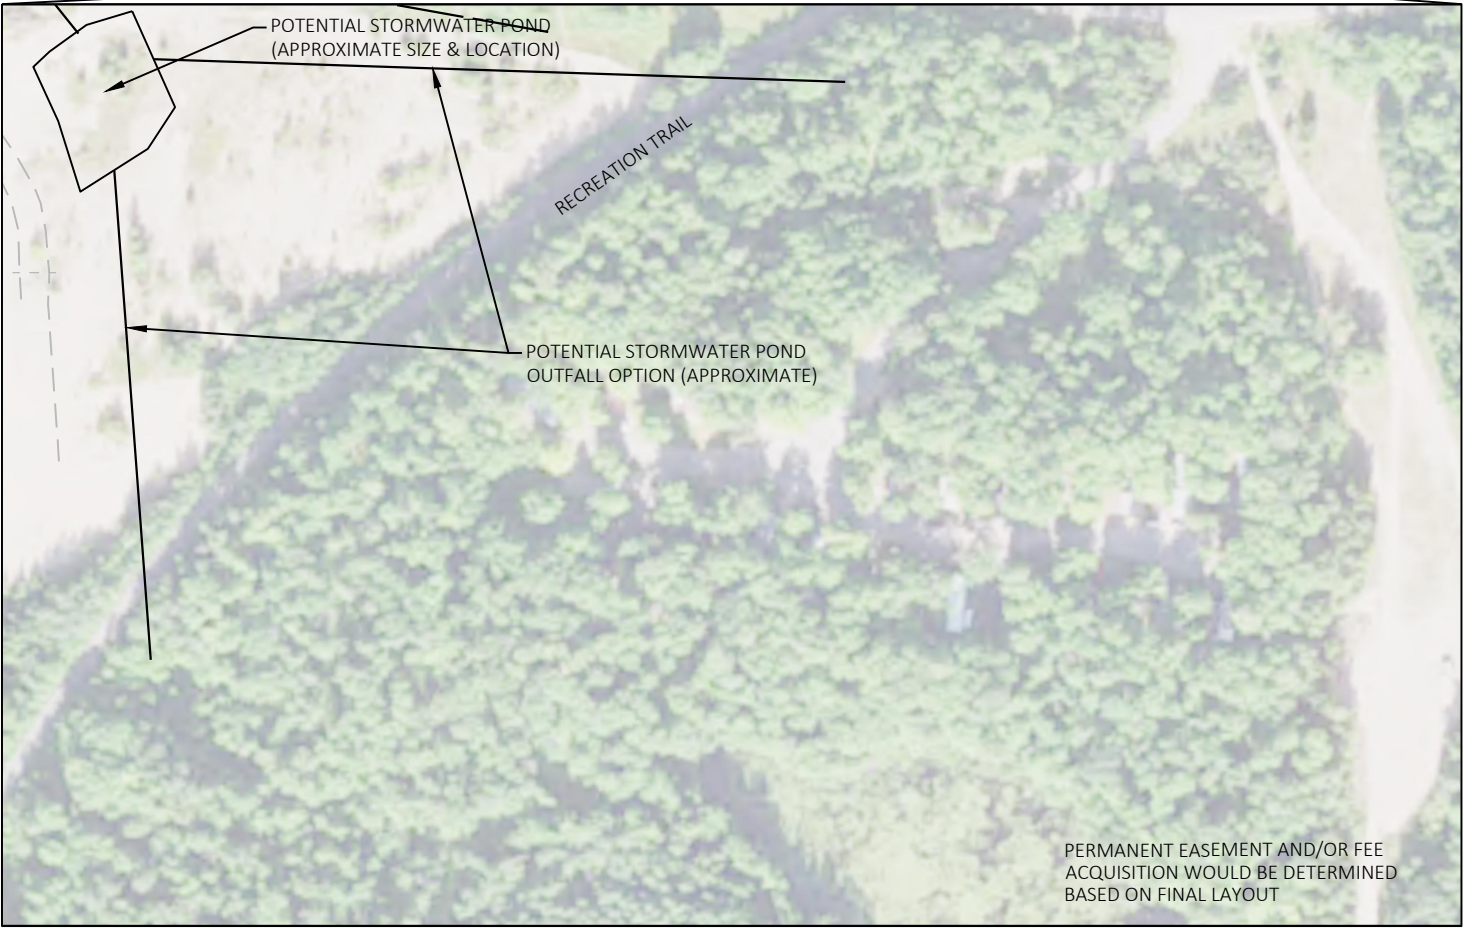 POTENTIAL STORMWATER POND
(APPROXIMATE SIZE & LOCATION)
RECREATION TRAIL
POTENTIAL STORMWATER POND
OUTFALL OPTION (APPROXIMATE)
PERMANENT EASEMENT AND/OR FEE
ACQUISITION WOULD BE DETERMINED
BASED ON FINAL LAYOUT